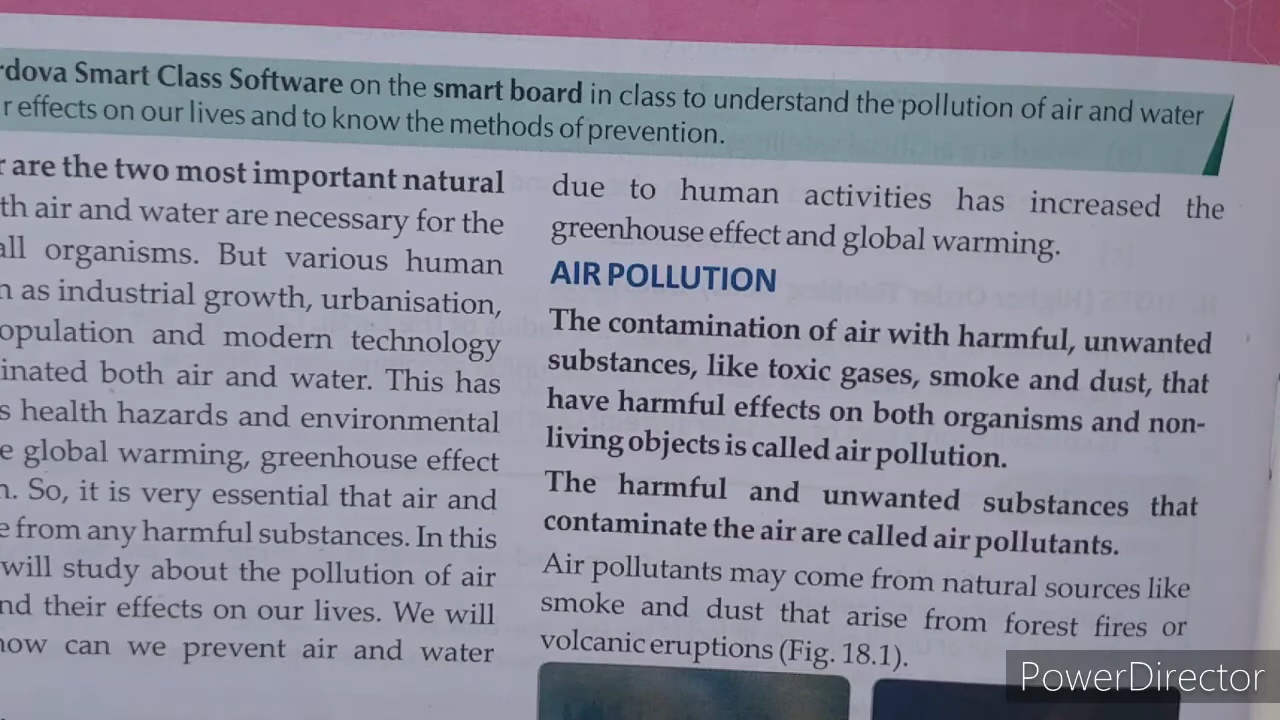 rdova Smart Class Software on the smart board in class to understand the pollution of air and water
r effects on our lives and to know the methods of prevention.
r are the two most important natural
th air and water are necessary for the
all organisms. But various human
n as industrial growth, urbanisation,
opulation and modern technology
inated both air and water. This has
s health hazards and environmental
e global warming, greenhouse effect
n. So, it is very essential that air and
e from any harmful substances. In this
will study about the pollution of air
nd their effects on our lives. We will
now can we prevent air and water
due to human activities has increased the
greenhouse effect and global warming.
AIR POLLUTION
The contamination of air with harmful, unwanted
substances, like toxic gases, smoke and dust, that
have harmful effects on both organisms and non-
living objects is called air pollution.
The harmful and unwanted substances that
contaminate the air are called air pollutants.
Air pollutants may come from natural sources like
smoke and dust that arise from forest fires or
volcanic eruptions (Fig. 18.1).
PowerDirector